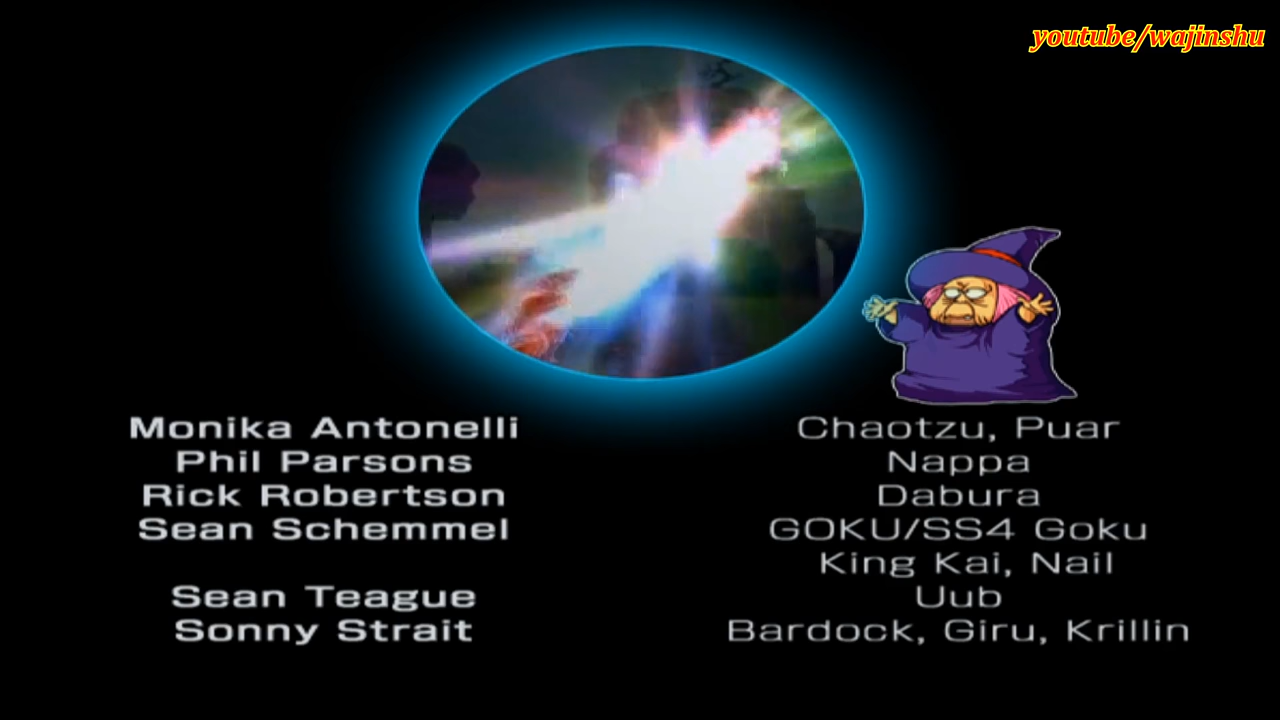 youtube/wajinshu
Monika Antonelli Chaotzu, Puar
Phil Parsons Nappa
Rick Robertson Dabura
Sean Schemmel GOKU/SS4 Goku
King Kai, Nail
Sean Teague Uub
Sonny Strait Bardock, Giru, Krillin